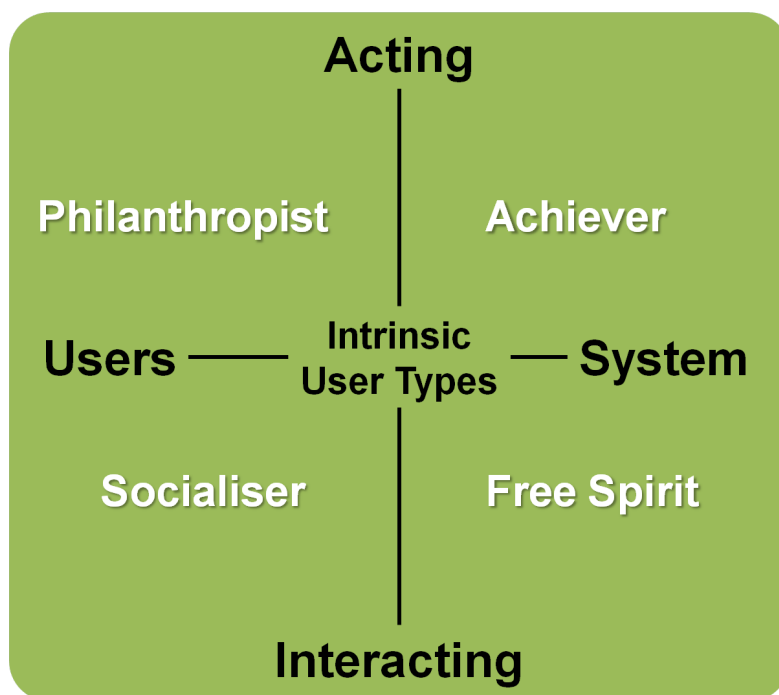 Acting
Philanthropist
Achiever
Users
Intrinsic
User Types
System
Socialiser
Free Spirit
Interacting